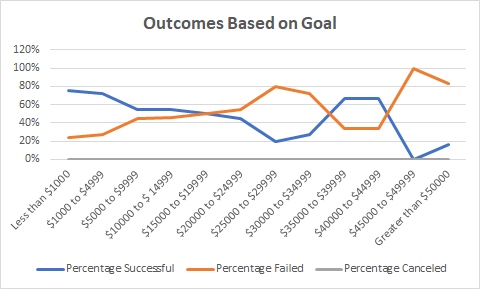 Outcomes Based on Goal
120%
100%
80%
60%
40%
20%
0%
Less than $1000
$1000 to $4999
$5000 to $9999
$10000 to $ 14999
$15000 to $19999
$20000 to $24999
$25000 to $29999
$30000 to $34999
$35000 to $39999
$40000 to $44999
$45000 to $49999
Greater than $50000
Percentage Successful Percentage Failed Percentage Canceled